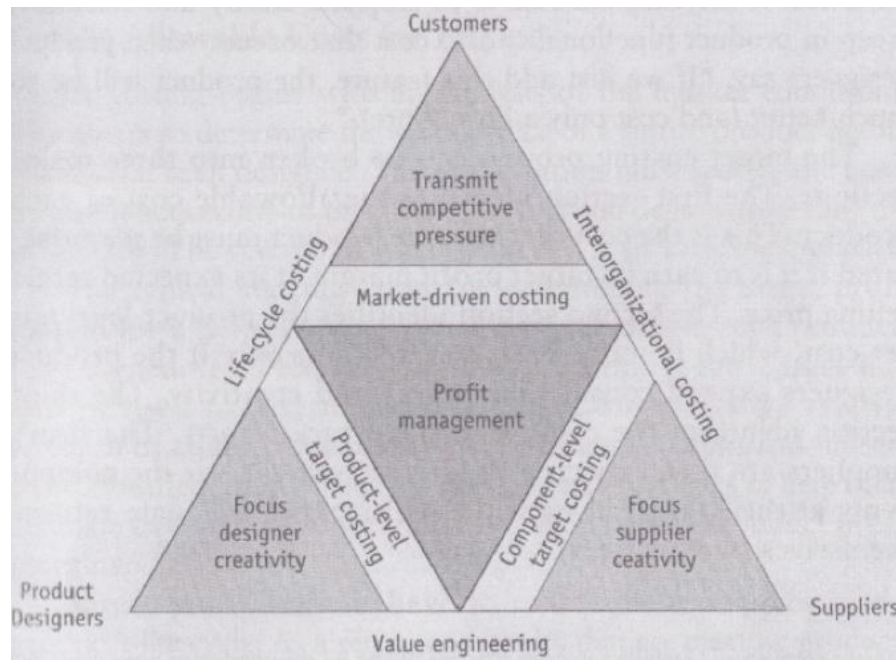 Customers
Transmit
competitive
pressure
Life-cycle costing
Interorganizational costing
Market-driven costing
Profit
management
Product-level
target costing
Component-level
target costing
Focus
designer
creativity
Focus
supplier
ceativity
Product
Designers
Suppliers
Value engineering